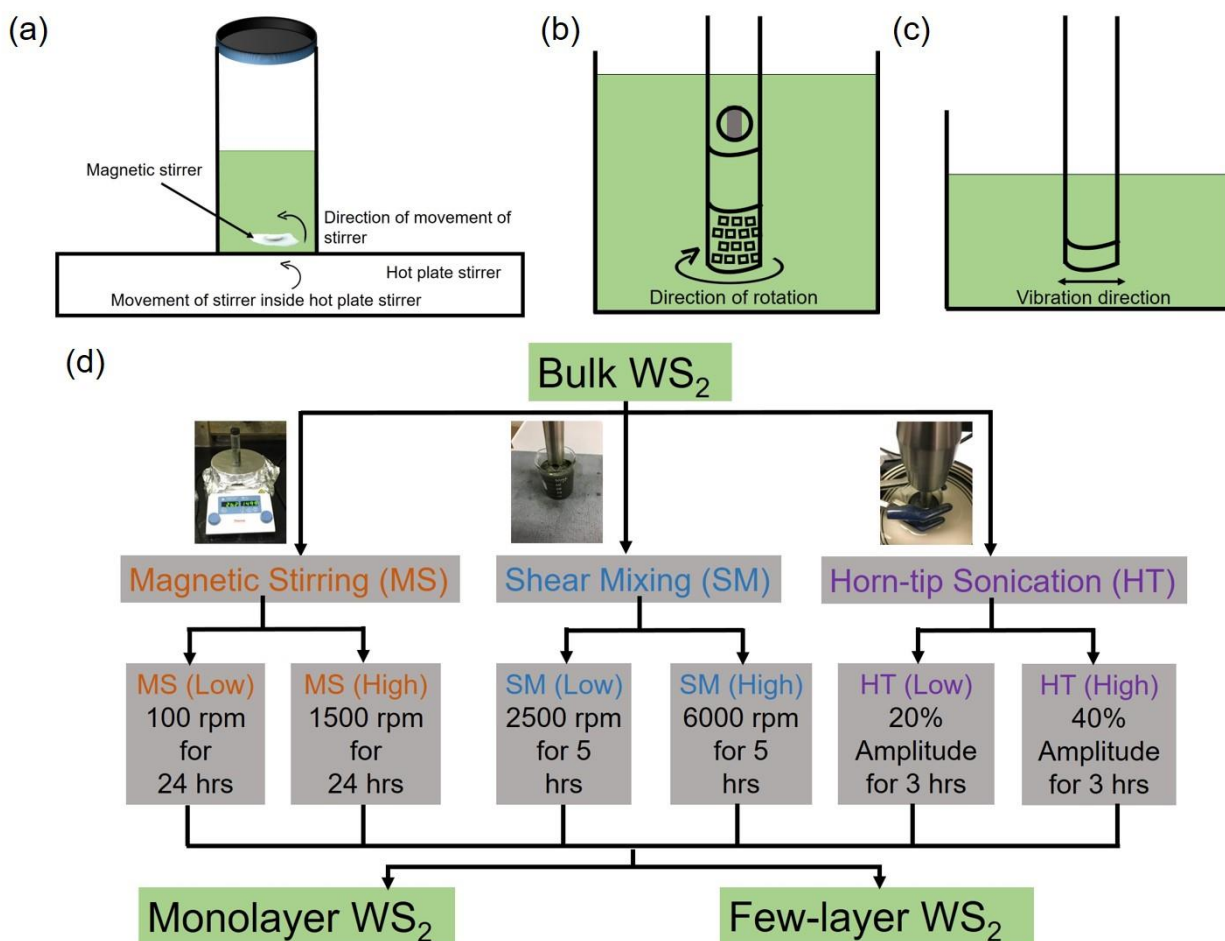 (a)
Magnetic stirrer
Direction of movement of
stirrer
Hot plate stirrer
Movement of stirrer inside hot plate stirrer
(b)
Direction of rotation
(c)
Vibration direction
(d)
Bulk WS₂
Magnetic Stirring (MS)
Shear Mixing (SM)
Horn-tip Sonication (HT)
MS (Low)
100 rpm
for
24 hrs
MS (High)
1500 rpm
for
24 hrs
SM (Low)
2500 rpm
for 5
hrs
SM (High)
6000 rpm
for 5
hrs
HT (Low)
20%
Amplitude
for 3 hrs
HT (High)
40%
Amplitude
for 3 hrs
Monolayer WS₂
Few-layer WS₂